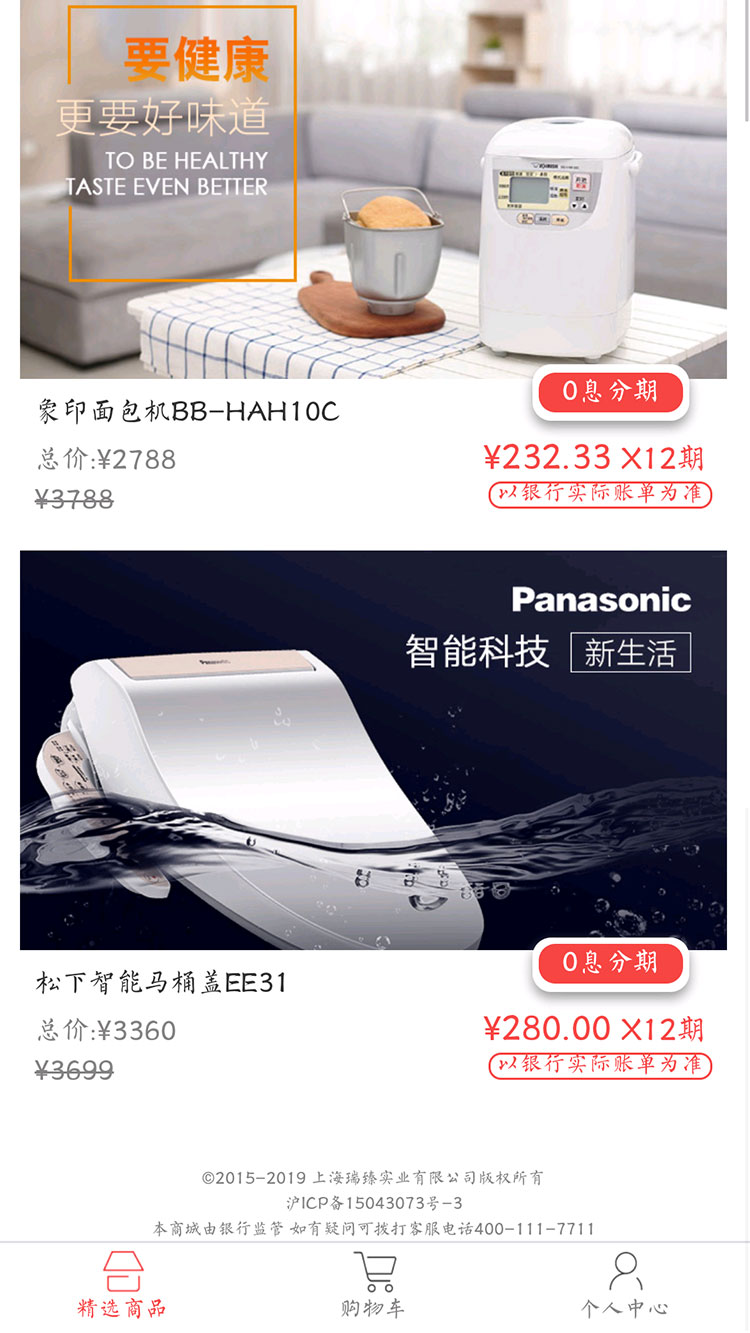 要健康
更要好味道
TO BE HEALTHY
TASTE EVEN BETTER
0息分期
象印面包机BB-HAH10C
总价:¥2788
¥232.33 X12期
¥3788
以银行实际账单为准
Panasonic
智能科技 新生活
Panasonic
0息分期
松下智能马桶盖EE31
总价:¥3360
¥280.00 X12期
¥3699
以银行实际账单为准
©2015-2019 上海瑞臻实业有限公司版权所有
沪ICP备15043073号-3
本商城由银行监管 如有疑问可拨打客服电话400-111-7711
精选商品
购物车
个人中心